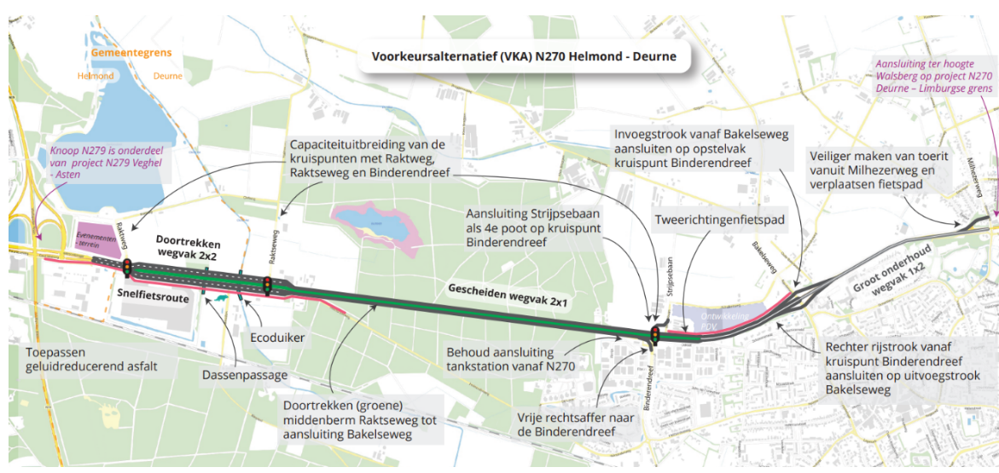 Voorkeursalternatief (VKA) N270 Helmond - Deurne
Gemeentegrens
Helmond
Deurne
Knoop N279 is onderdeel
van project N279 Veghel
- Asten
Capaciteituitbreiding van de
kruispunten met Raktweg,
Raktseweg en Binderendreef
Invoegstrook vanaf Bakelseweg
aansluiten op opstelvak
kruispunt Binderendreef
Aansluiting ter hoogte
Walsberg op project N270
Deurne – Limburgse grens
Veiliger maken van toerit
vanuit Milhezerweg en
verplaatsen fietspad
Milhezerweg
Aansluiting Strijpsebaan
als 4e poot op kruispunt
Binderendreef
Tweerichtingenfietspad
Evenementen
- terrein
Raktweg
Doortrekken
wegvak 2x2
Raktseweg
Strijpsebaan
Bakelseweg
Snelfietsroute
Gescheiden wegvak 2x1
Ontwikkeling
PDV
Groot onderhoud
wegvak 1x2
Toepassen
geluidreducerend asfalt
Dassenpassage
Ecoduiker
Doortrekken (groene)
middenberm Raktseweg tot
aansluiting Bakelseweg
Behoud aansluiting
tankstation vanaf N270
Binderendreef
Vrije rechtsaffer naar
de Binderendreef
Rechter rijstrook vanaf
kruispunt Binderendreef
aansluiten op uitvoegstrook
Bakelseweg